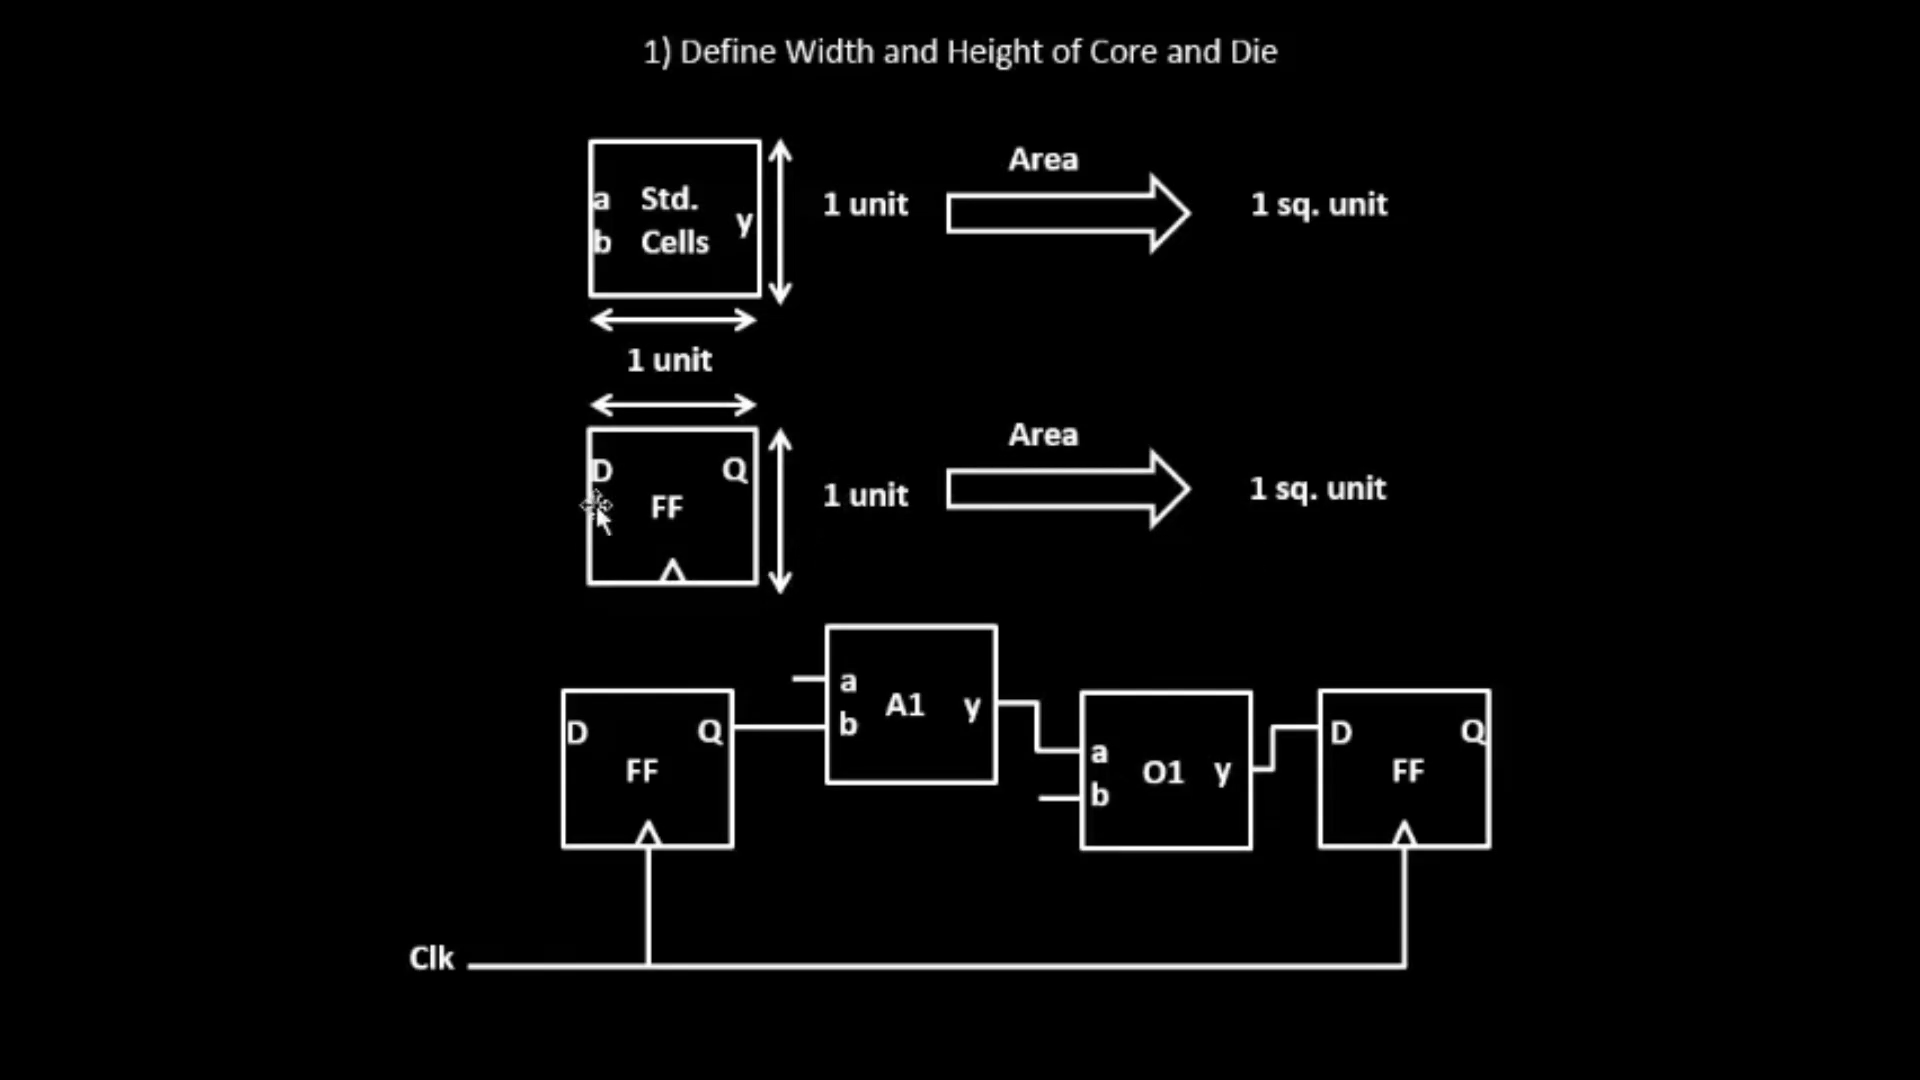 1) Define Width and Height of Core and Die
Area
a Std. y
b Cells
1 unit
1 sq. unit
1 unit
Area
D Q
FF
1 unit
1 sq. unit
a
b
A1 y
D Q
FF
a
b
O1 y
D Q
FF
Clk